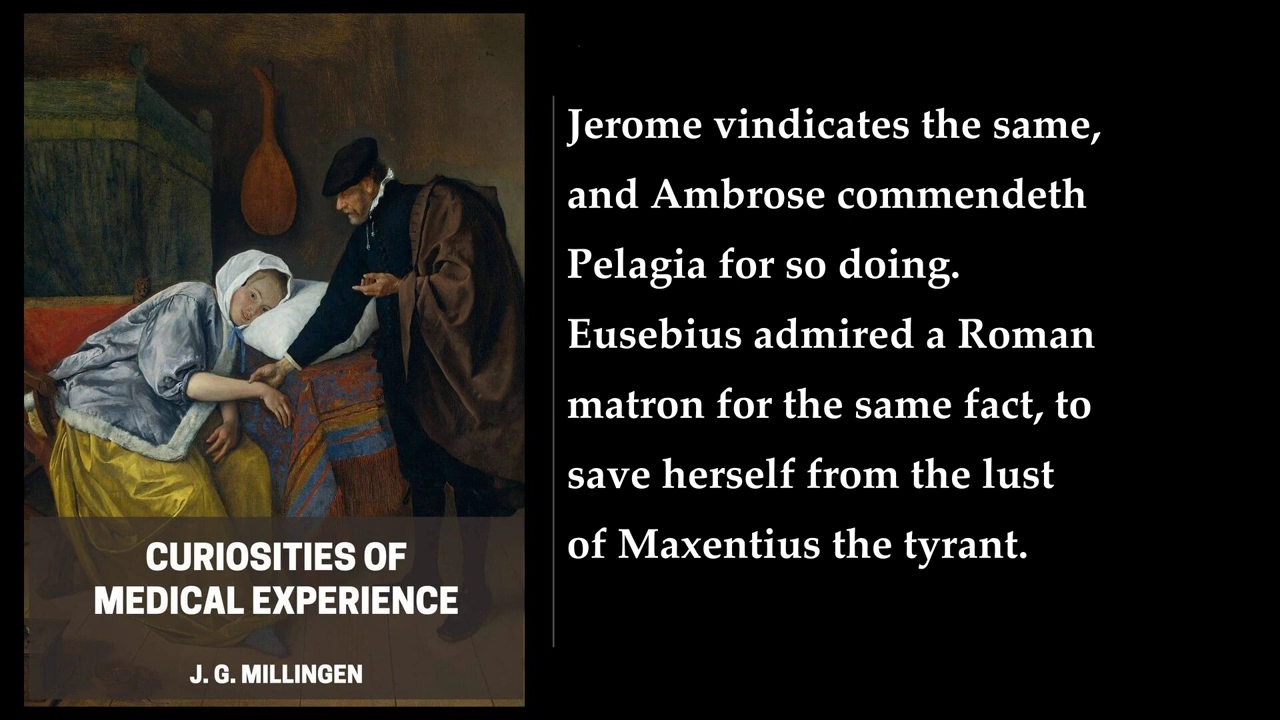 CURIOSITIES OF
MEDICAL EXPERIENCE
J. G. MILLINGEN
Jerome vindicates the same,
and Ambrose commendeth
Pelagia for so doing.
Eusebius admired a Roman
matron for the same fact, to
save herself from the lust
of Maxentius the tyrant.